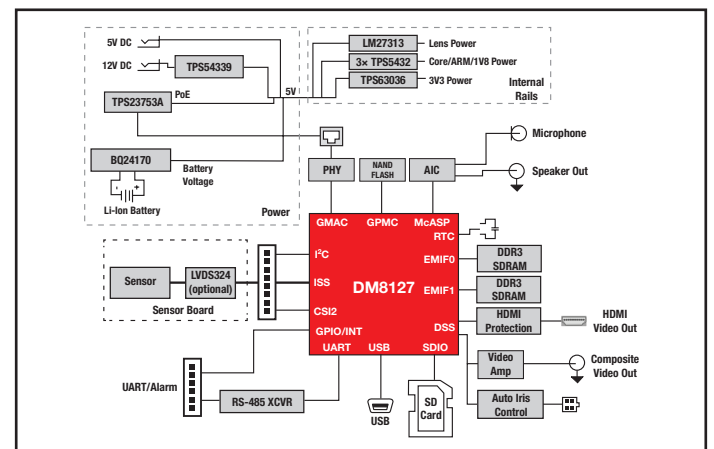 5V DC
12V DC
TPS54339
TPS23753A
PoE
5V
BQ24170
Battery
Voltage
- +
Li-Ion Battery
Power
LM27313
Lens Power
3× TPS5432
Core/ARM/1V8 Power
TPS63036
3V3 Power
Internal
Rails
PHY
NAND
FLASH
AIC
Microphone
Speaker Out
GMAC
GPMC
McASP
RTC
I²C
EMIF0
DDR3
SDRAM
ISS
DM8127
EMIF1
DDR3
SDRAM
CSI2
DSS
HDMI
Protection
HDMI
Video Out
GPIO/INT
UART
USB
SDIO
Sensor
LVDS324
(optional)
Sensor Board
Video
Amp
Composite
Video Out
Auto Iris
Control
UART/Alarm
RS-485 XCVR
USB
SD
Card